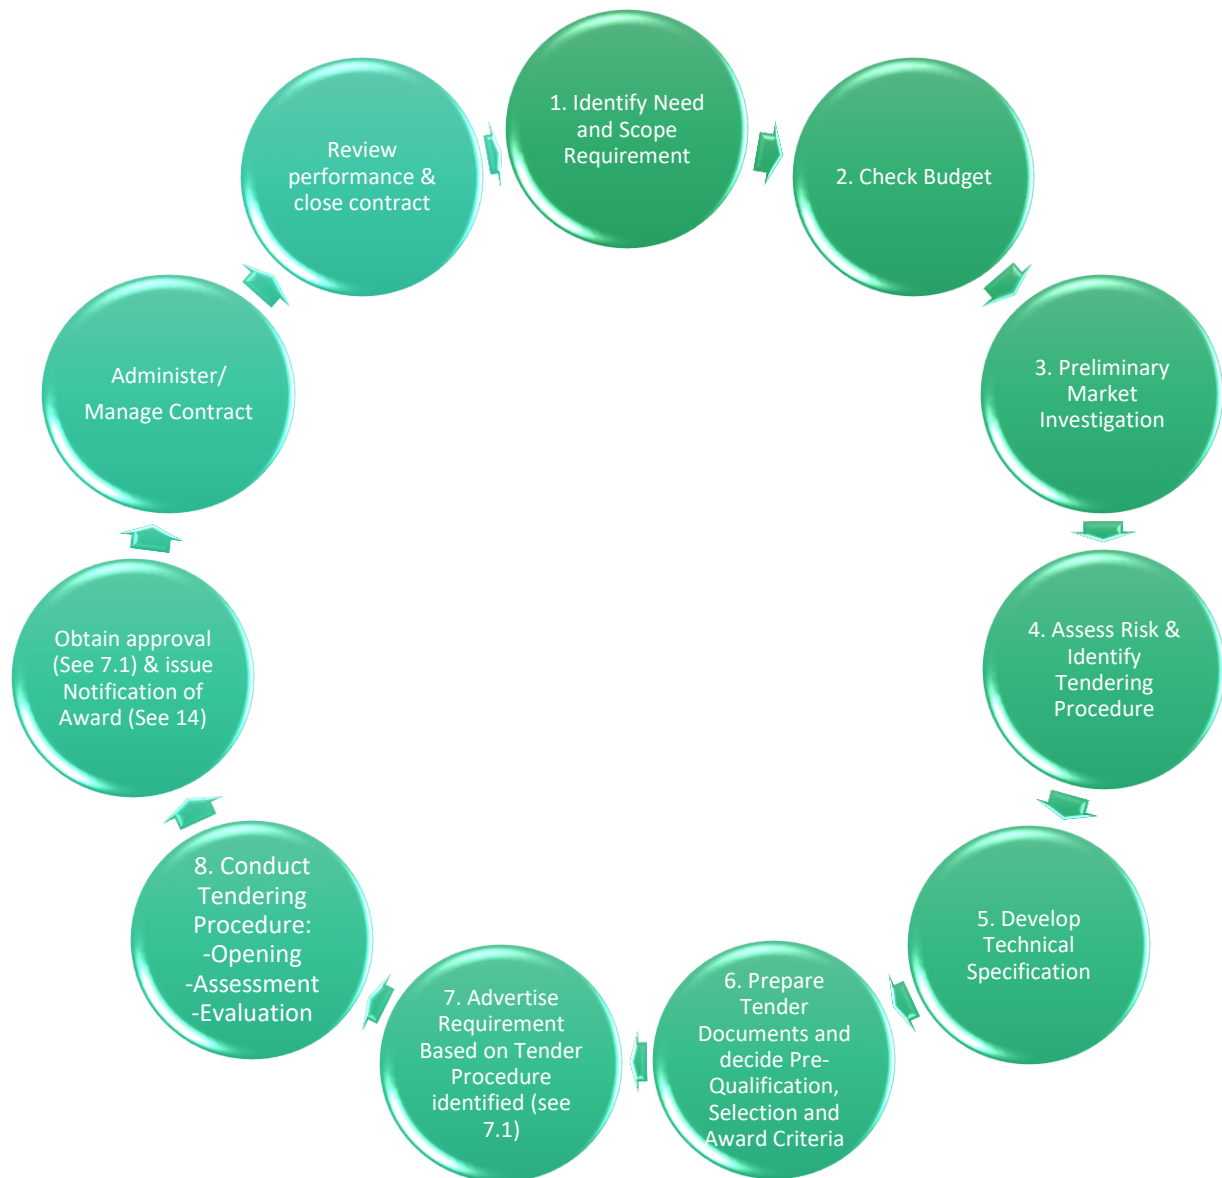 1. Identify Need
and Scope
Requirement
2. Check Budget
3. Preliminary
Market
Investigation
4. Assess Risk &
Identify
Tendering
Procedure
5. Develop
Technical
Specification
6. Prepare
Tender
Documents and
decide Pre-
Qualification,
Selection and
Award Criteria
7. Advertise
Requirement
Based on Tender
Procedure
identified (see
7.1)
8. Conduct
Tendering
Procedure:
-Opening
-Assessment
-Evaluation
Obtain approval
(See 7.1) & issue
Notification of
Award (See 14)
Administer/
Manage Contract
Review
performance &
close contract